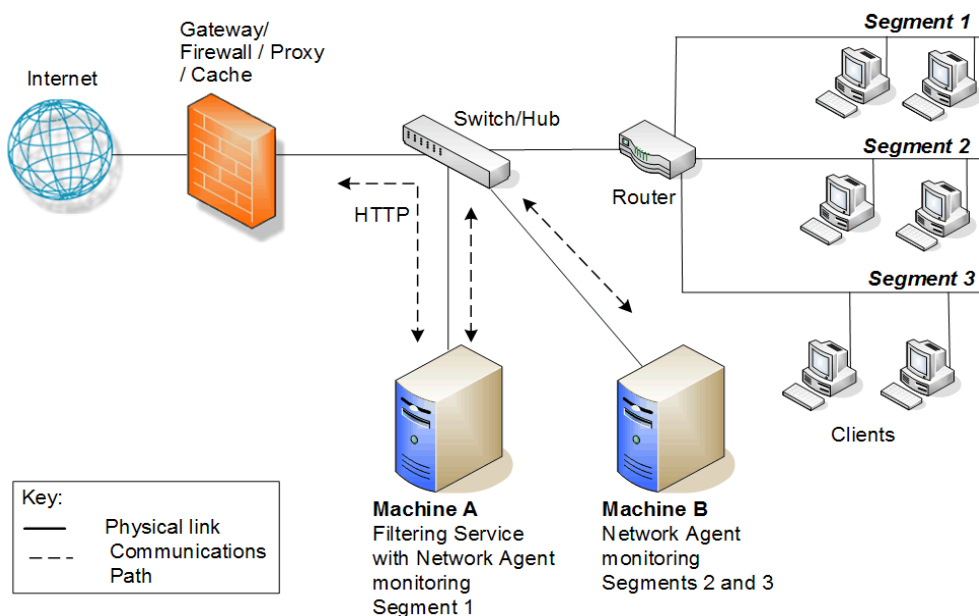 Internet
Gateway/
Firewall / Proxy
/ Cache
Switch/Hub
Router
Segment 1
Segment 2
Segment 3
HTTP
Clients
Machine A
Filtering Service
with Network Agent
monitoring
Segment 1
Machine B
Network Agent
monitoring
Segments 2 and 3
Key:
Physical link
Communications
Path